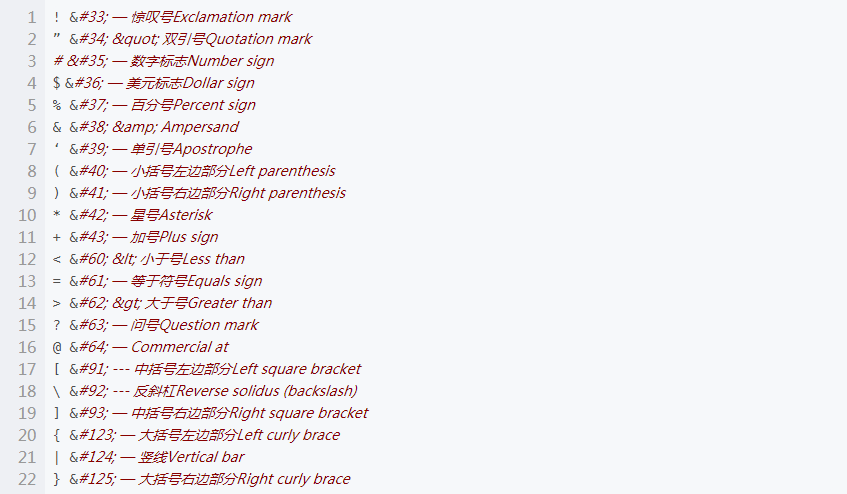 1 ! &#33; — 惊叹号Exclamation mark
2 ” &#34; &quot; 双引号Quotation mark
3 # &#35; — 数字标志Number sign
4 $ &#36; — 美元标志Dollar sign
5 % &#37; — 百分号Percent sign
6 & &#38; &amp; Ampersand
7 ‘ &#39; — 单引号Apostrophe
8 ( &#40; — 小括号左边部分Left parenthesis
9 ) &#41; — 小括号右边部分Right parenthesis
10 * &#42; — 星号Asterisk
11 + &#43; — 加号Plus sign
12 < &#60; &lt; 小于号Less than
13 = &#61; — 等于符号Equals sign
14 > &#62; &gt; 大于号Greater than
15 ? &#63; — 问号Question mark
16 @ &#64; — Commercial at
17 [ &#91; --- 中括号左边部分Left square bracket
18 \ &#92; --- 反斜杠Reverse solidus (backslash)
19 ] &#93; — 中括号右边部分Right square bracket
20 { &#123; — 大括号左边部分Left curly brace
21 | &#124; — 竖线Vertical bar
22 } &#125; — 大括号右边部分Right curly brace